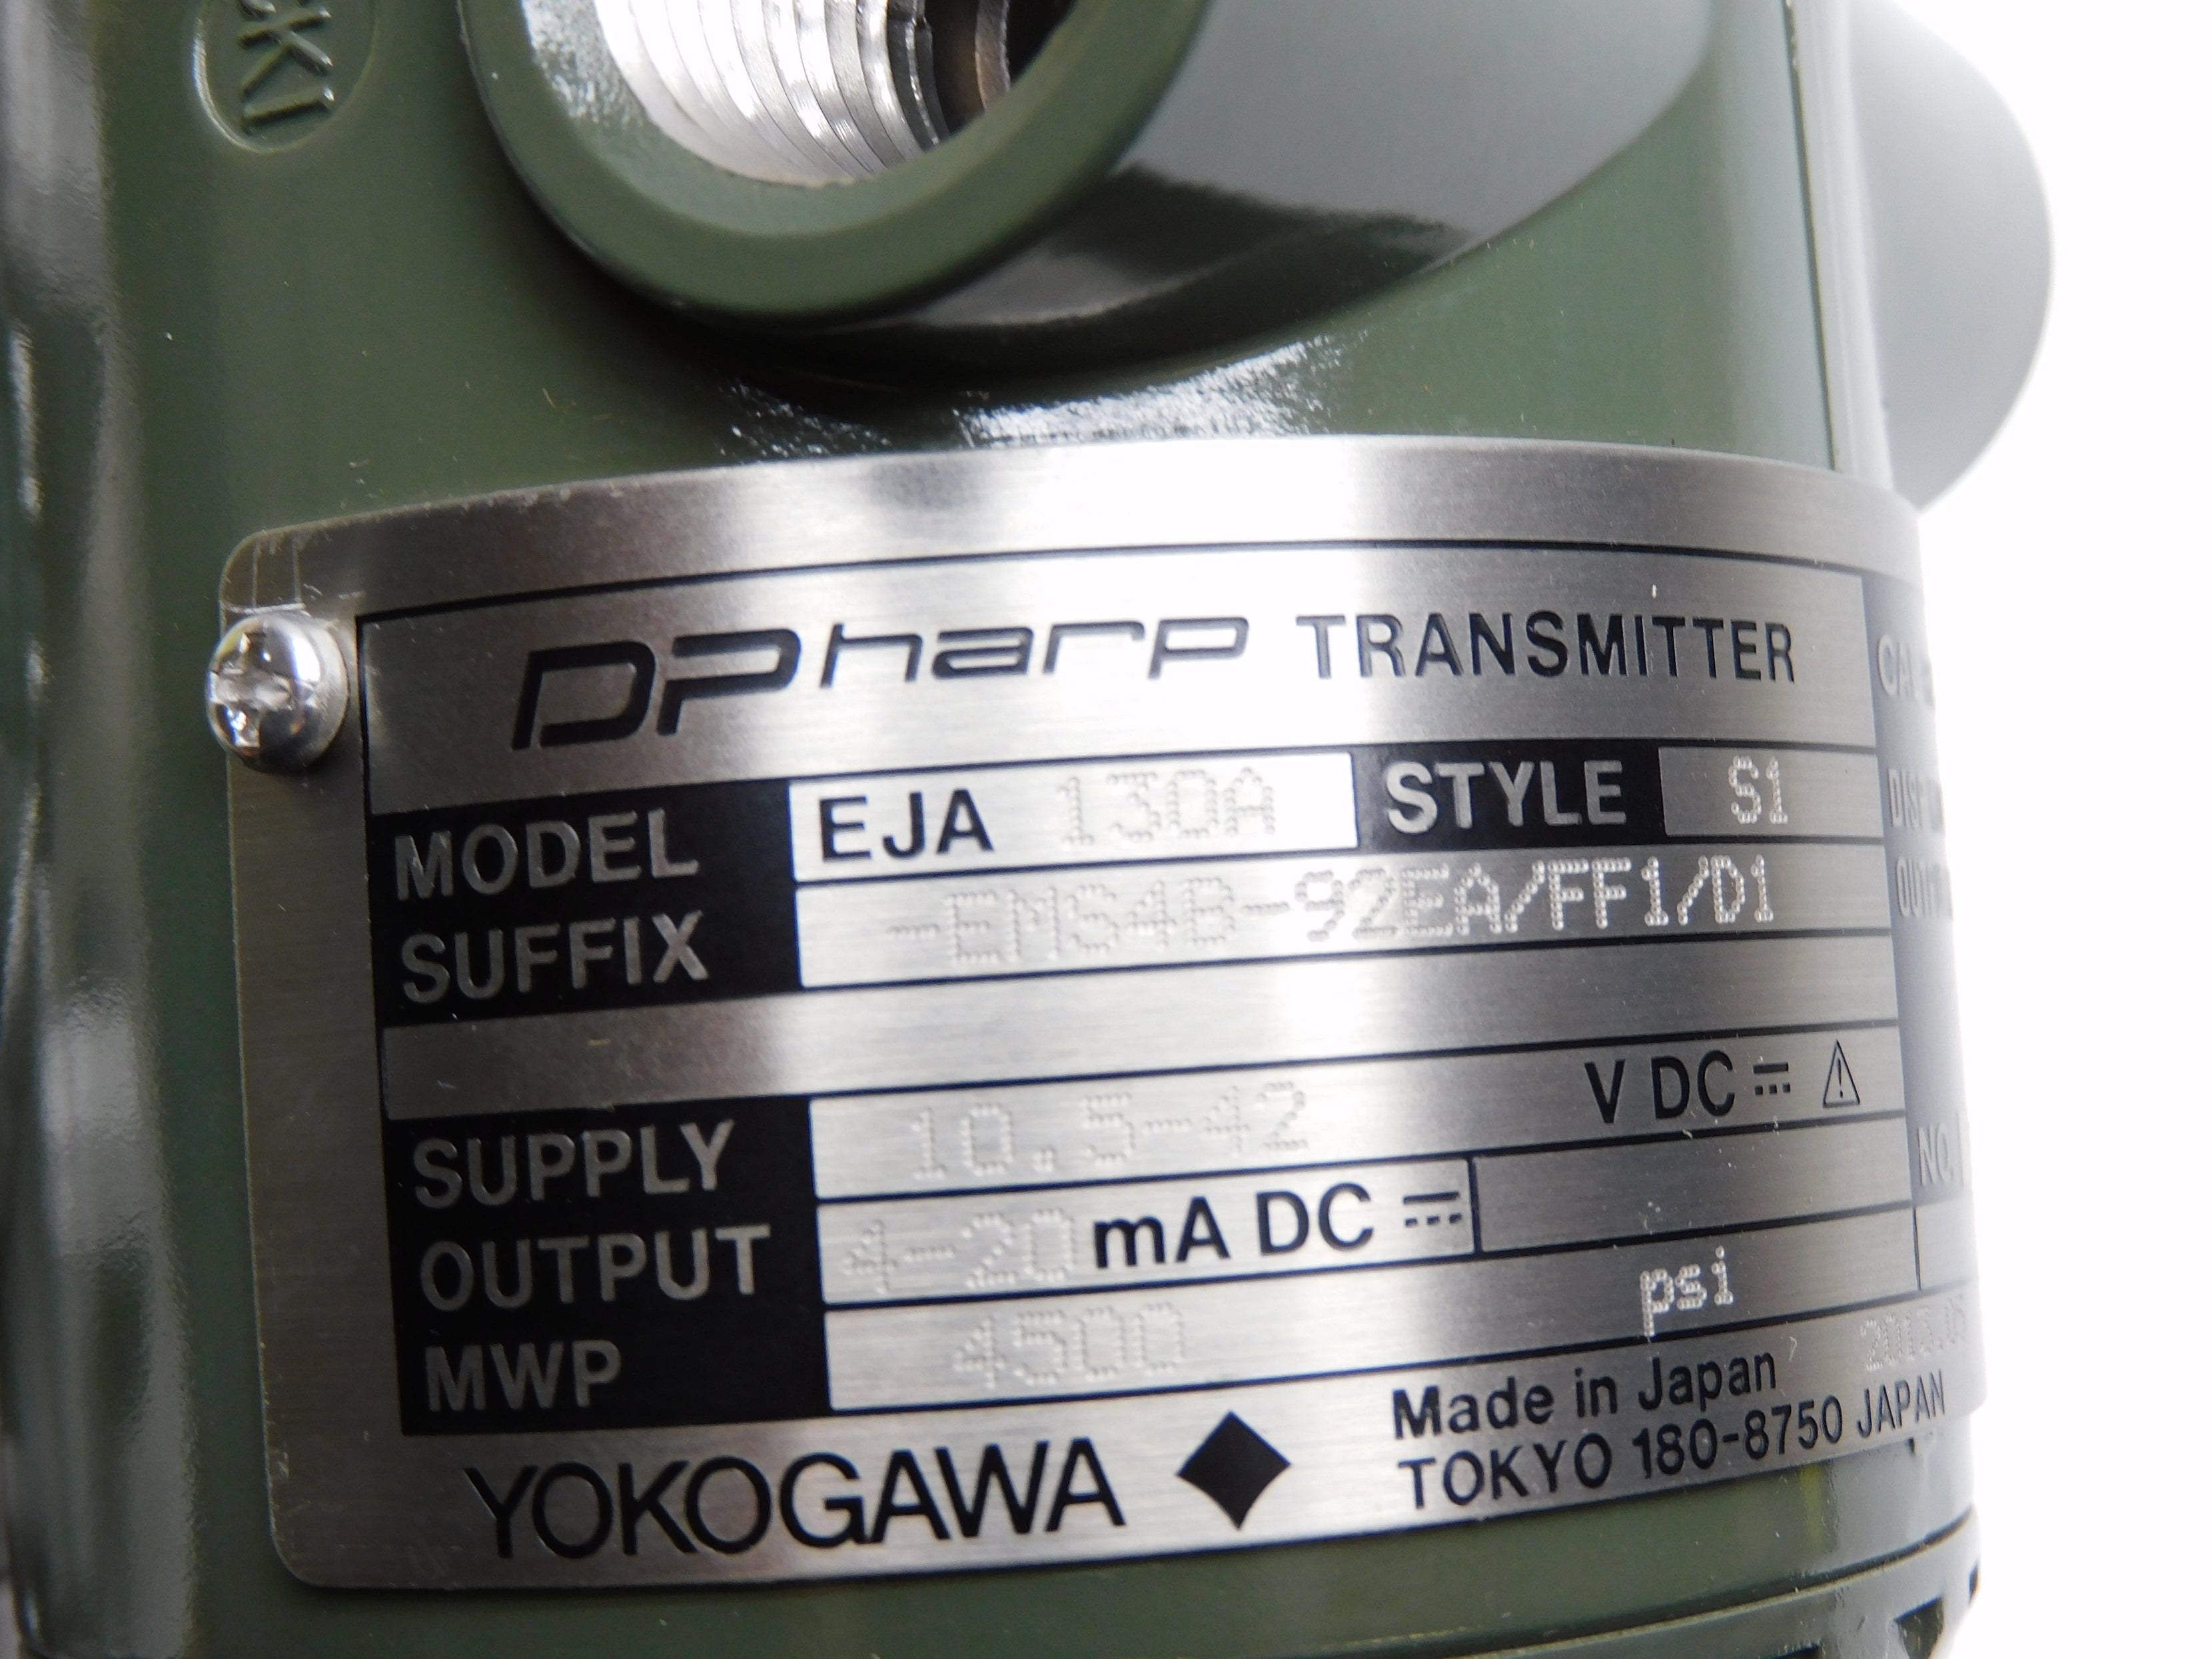 DPharp TRANSMITTER
MODEL EJA 130A STYLE S1
SUFFIX -EMS4B-92EA/FF1/D1
SUPPLY 10.5-42 V DC
OUTPUT 4-20 mA DC
MWP 4500 psi
YOKOGAWA
Made in Japan
TOKYO 180-8750 JAPAN